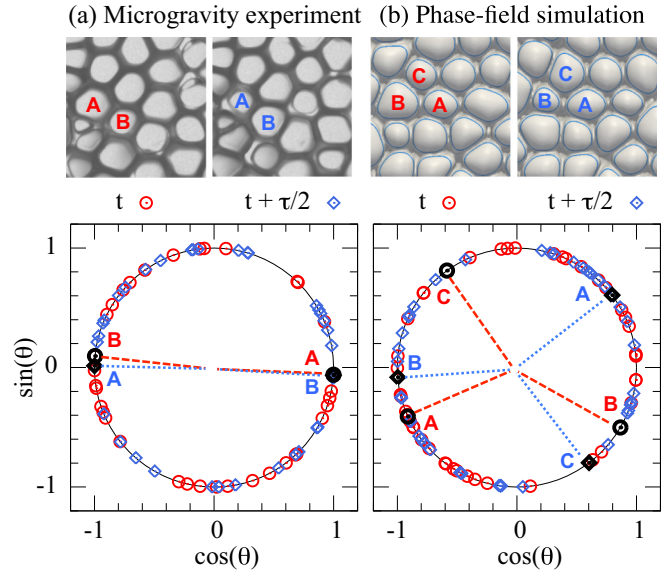 (a) Microgravity experiment
(b) Phase-field simulation
A B
A B
C B A
C B A
t t + τ/2
t t + τ/2
sin(θ)
1
0
-1
B A
A B
C A
B B
A C
-1 0 1
-1 0 1
cos(θ)
cos(θ)